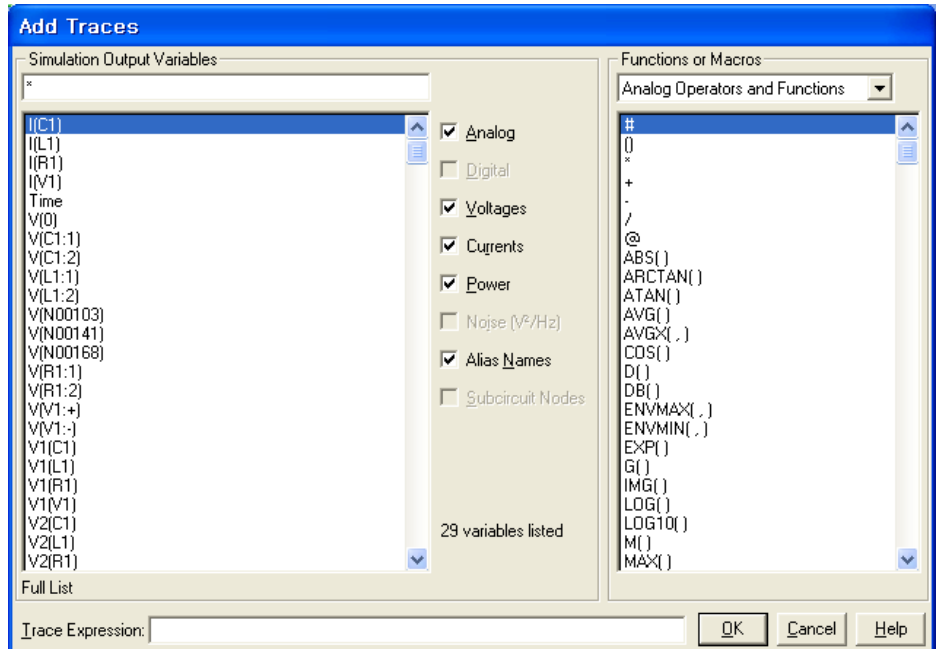 Add Traces
Simulation Output Variables
*
I(C1)
I(L1)
I(R1)
I(V1)
Time
V(0)
V(C1:1)
V(C1:2)
V(L1:1)
V(L1:2)
V(N00103)
V(N00141)
V(N00168)
V(R1:1)
V(R1:2)
V(V1:+)
V(V1:-)
V1(C1)
V1(L1)
V1(R1)
V1(V1)
V2(C1)
V2(L1)
V2(R1)
Full List
Analog
Digital
Voltages
Currents
Power
Noise (V²/Hz)
Alias Names
Subcircuit Nodes
29 variables listed
Functions or Macros
Analog Operators and Functions
#
()
*
+
-
/
@
ABS( )
ARCTAN( )
ATAN( )
AVG( )
AVGX( , )
COS( )
D( )
DB( )
ENVMAX( , )
ENVMIN( , )
EXP( )
G( )
IMG( )
LOG( )
LOG10( )
M( )
MAX( )
Trace Expression:
OK
Cancel
Help